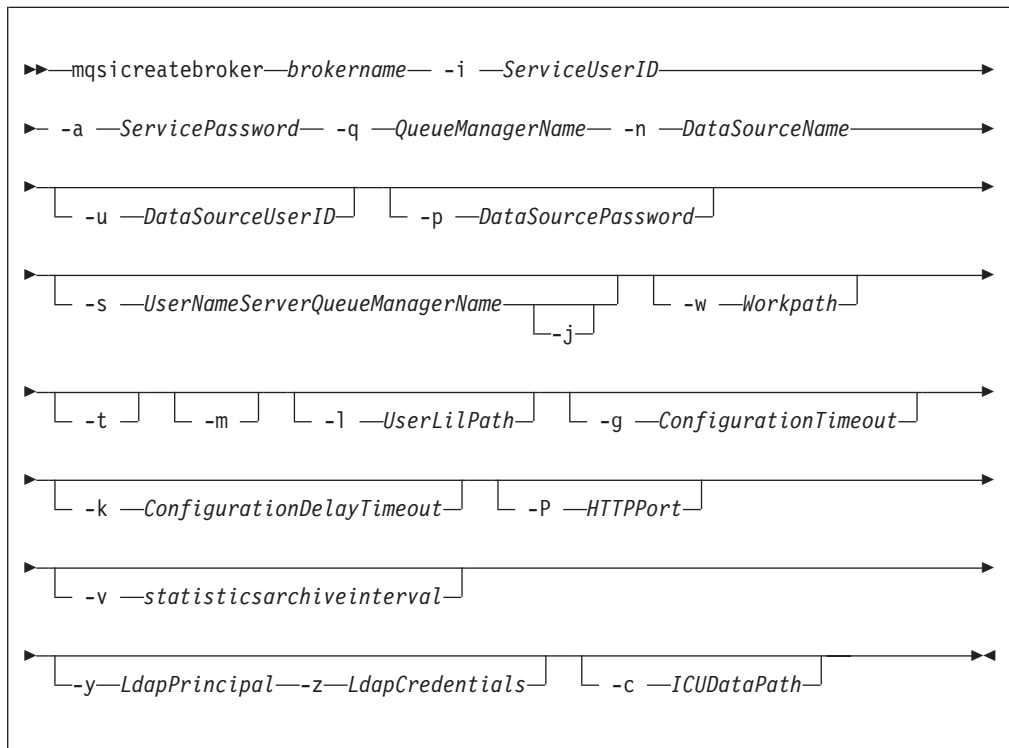 mqsicreatebroker brokername -i ServiceUserID
-a ServicePassword -q QueueManagerName -n DataSourceName
-u DataSourceUserID -p DataSourcePassword
-s UserNameServerQueueManagerName -j -w Workpath
-t -m -l UserLilPath -g ConfigurationTimeout
-k ConfigurationDelayTimeout -P HTTPPort
-v statisticsarchiveinterval
-y LdapPrincipal -z LdapCredentials -c ICUDataPath